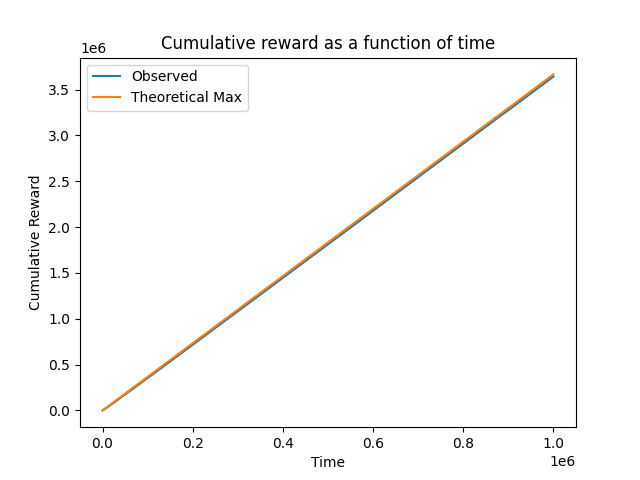 Cumulative reward as a function of time
1e6
Observed
Theoretical Max
3.5
3.0
2.5
2.0
1.5
1.0
0.5
0.0
Cumulative Reward
0.0 0.2 0.4 0.6 0.8 1.0
Time
1e6